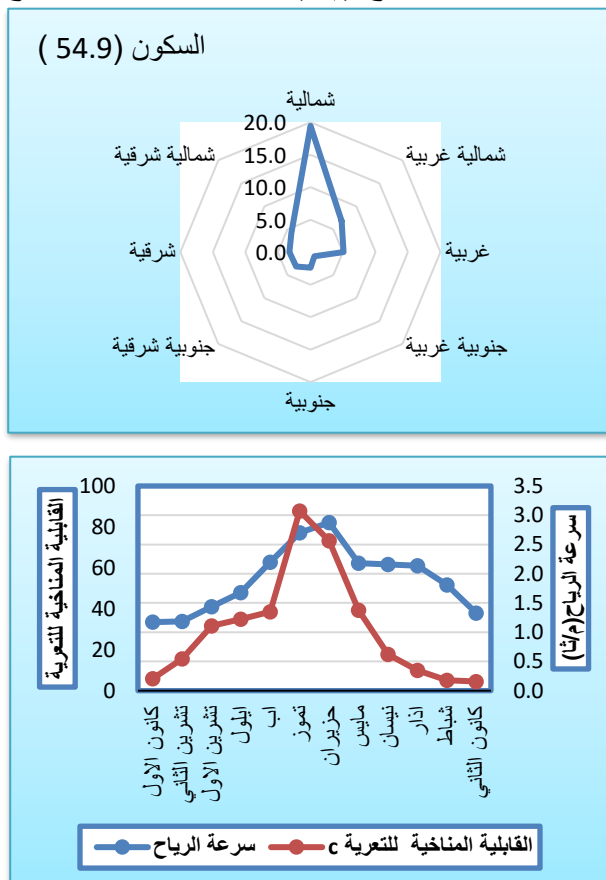 السكون (54.9 )
شمالية
20.0
15.0
10.0
5.0
0.0
شمالية غربية
غربية
جنوبية غربية
جنوبية
جنوبية شرقية
شرقية
شمالية شرقية
القابلية المناخية للتعرية
100
80
60
40
20
0
3.5
3.0
2.5
2.0
1.5
1.0
0.5
0.0
سرعة الرياح(م/ثا)
كانون الثاني
شباط
اذار
نيسان
مايس
حزيران
تموز
اب
ايلول
تشرين الاول
تشرين الثاني
كانون الاول
القابلية المناخية للتعرية c
سرعة الرياح